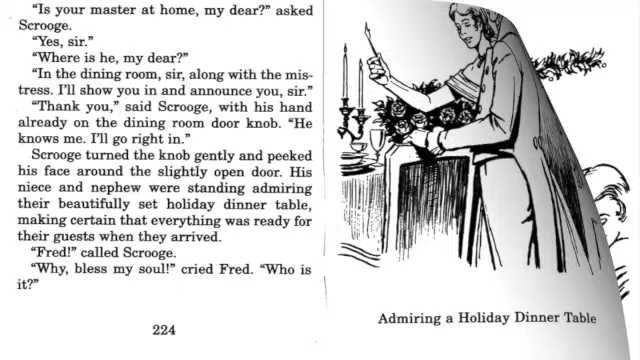 “Is your master at home, my dear?” asked
Scrooge.
“Yes, sir.”
“Where is he, my dear?”
“In the dining room, sir, along with the mis-
tress. I’ll show you in and announce you, sir.”
“Thank you,” said Scrooge, with his hand
already on the dining room door knob. “He
knows me. I’ll go right in.”
Scrooge turned the knob gently and peeked
his face around the slightly open door. His
niece and nephew were standing admiring
their beautifully set holiday dinner table,
making certain that everything was ready for
their guests when they arrived.
“Fred!” called Scrooge.
“Why, bless my soul!” cried Fred. “Who is
it?”
224
Admiring a Holiday Dinner Table